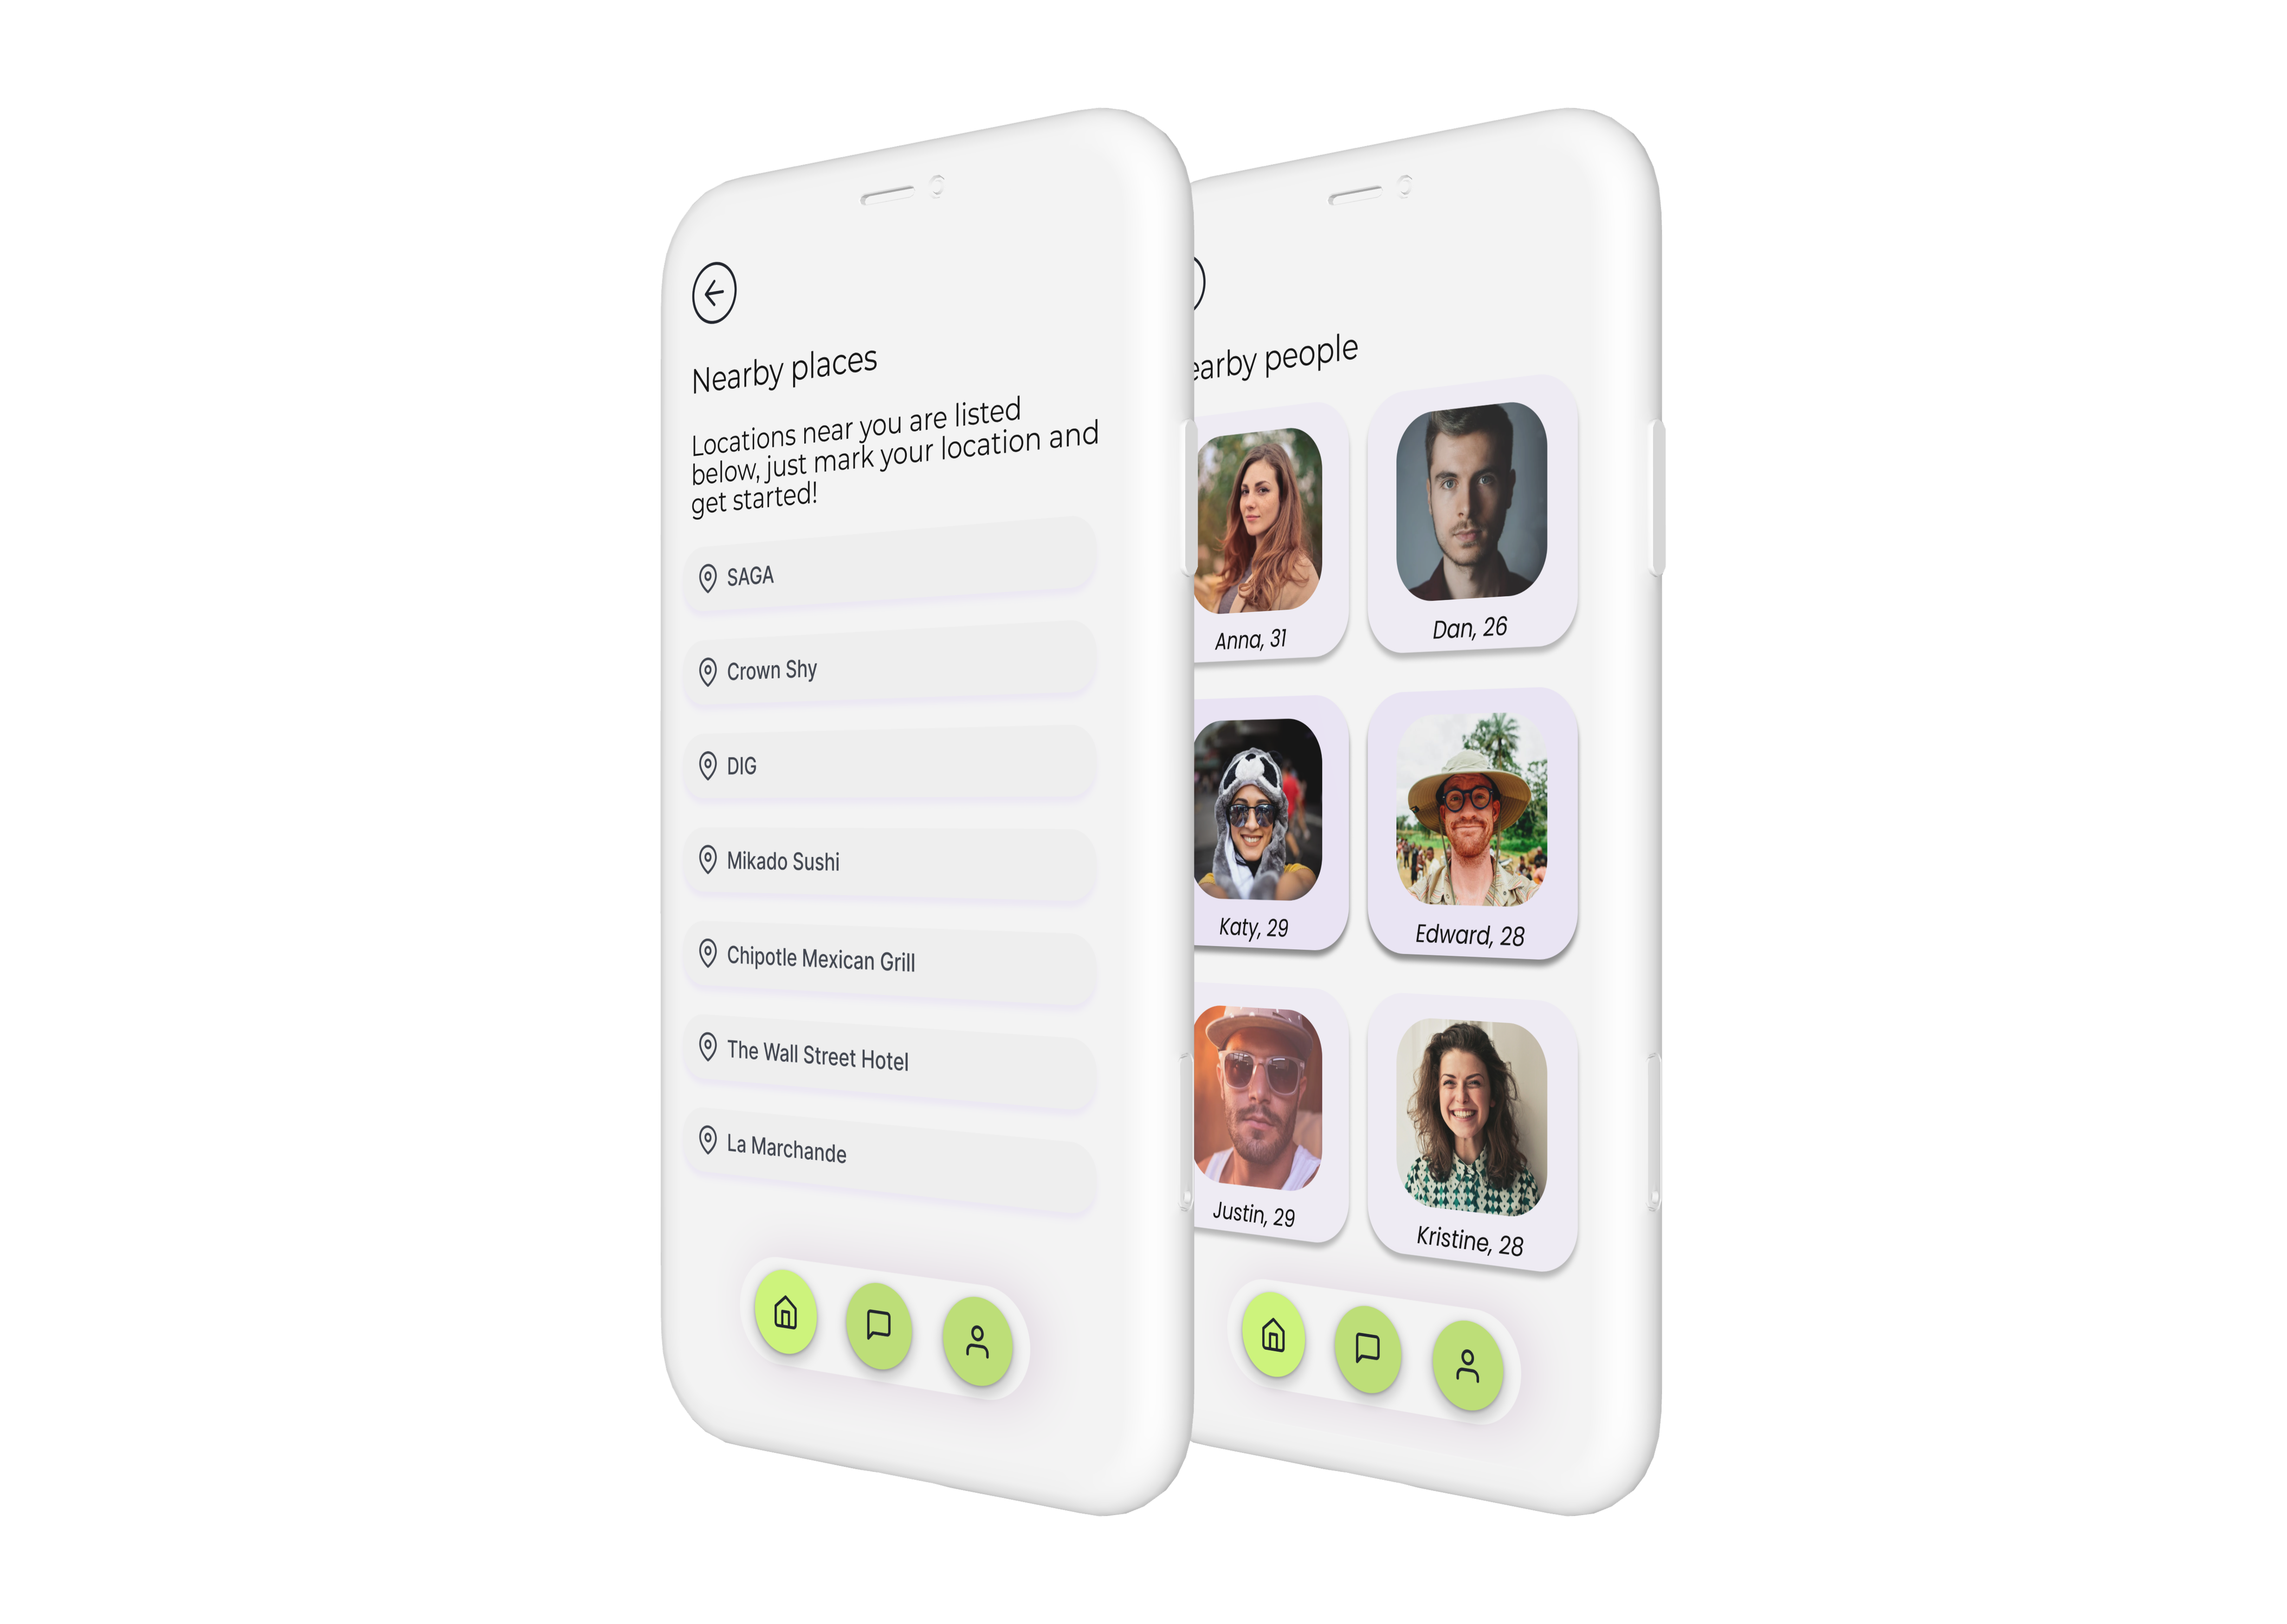 Nearby places
Locations near you are listed
below, just mark your location and
get started!
SAGA
Crown Shy
DIG
Mikado Sushi
Chipotle Mexican Grill
The Wall Street Hotel
La Marchande
earby people
Anna, 31
Dan, 26
Katy, 29
Edward, 28
Justin, 29
Kristine, 28